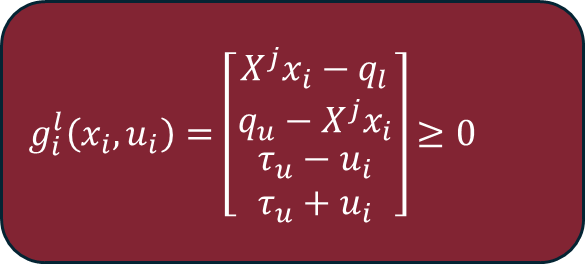 g_i^l(x_i, u_i) = [X^j x_i − q_l
q_u − X^j x_i
τ_u − u_i
τ_u + u_i] ≥ 0